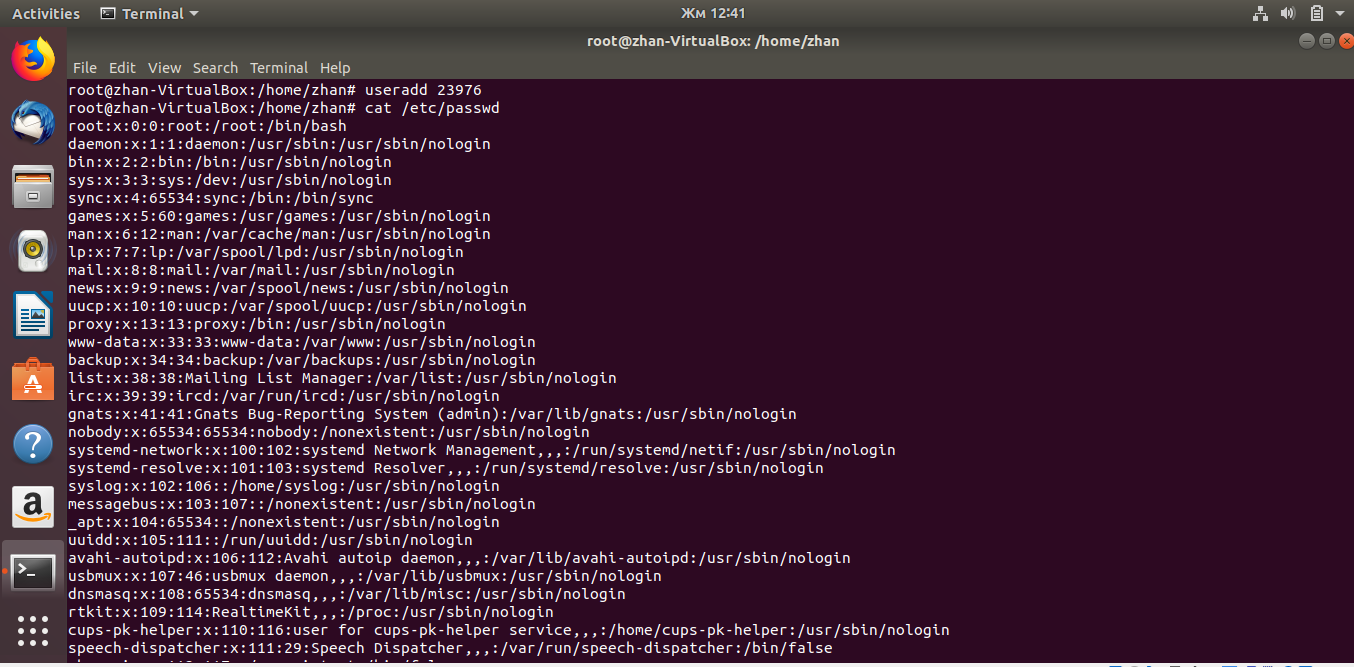 Activities Terminal Жм 12:41
root@zhan-VirtualBox: /home/zhan
File Edit View Search Terminal Help
root@zhan-VirtualBox:/home/zhan# useradd 23976
root@zhan-VirtualBox:/home/zhan# cat /etc/passwd
root:x:0:0:root:/root:/bin/bash
daemon:x:1:1:daemon:/usr/sbin:/usr/sbin/nologin
bin:x:2:2:bin:/bin:/usr/sbin/nologin
sys:x:3:3:sys:/dev:/usr/sbin/nologin
sync:x:4:65534:sync:/bin:/bin/sync
games:x:5:60:games:/usr/games:/usr/sbin/nologin
man:x:6:12:man:/var/cache/man:/usr/sbin/nologin
lp:x:7:7:lp:/var/spool/lpd:/usr/sbin/nologin
mail:x:8:8:mail:/var/mail:/usr/sbin/nologin
news:x:9:9:news:/var/spool/news:/usr/sbin/nologin
uucp:x:10:10:uucp:/var/spool/uucp:/usr/sbin/nologin
proxy:x:13:13:proxy:/bin:/usr/sbin/nologin
www-data:x:33:33:www-data:/var/www:/usr/sbin/nologin
backup:x:34:34:backup:/var/backups:/usr/sbin/nologin
list:x:38:38:Mailing List Manager:/var/list:/usr/sbin/nologin
irc:x:39:39:ircd:/var/run/ircd:/usr/sbin/nologin
gnats:x:41:41:Gnats Bug-Reporting System (admin):/var/lib/gnats:/usr/sbin/nologin
nobody:x:65534:65534:nobody:/nonexistent:/usr/sbin/nologin
systemd-network:x:100:102:systemd Network Management,,,:/run/systemd/netif:/usr/sbin/nologin
systemd-resolve:x:101:103:systemd Resolver,,,:/run/systemd/resolve:/usr/sbin/nologin
syslog:x:102:106::/home/syslog:/usr/sbin/nologin
messagebus:x:103:107::/nonexistent:/usr/sbin/nologin
_apt:x:104:65534::/nonexistent:/usr/sbin/nologin
uuidd:x:105:111::/run/uuidd:/usr/sbin/nologin
avahi-autoipd:x:106:112:Avahi autoip daemon,,,:/var/lib/avahi-autoipd:/usr/sbin/nologin
usbmux:x:107:46:usbmux daemon,,,:/var/lib/usbmux:/usr/sbin/nologin
dnsmasq:x:108:65534:dnsmasq,,,:/var/lib/misc:/usr/sbin/nologin
rtkit:x:109:114:RealtimeKit,,,:/proc:/usr/sbin/nologin
cups-pk-helper:x:110:116:user for cups-pk-helper service,,,:/home/cups-pk-helper:/usr/sbin/nologin
speech-dispatcher:x:111:29:Speech Dispatcher,,,:/var/run/speech-dispatcher:/bin/false